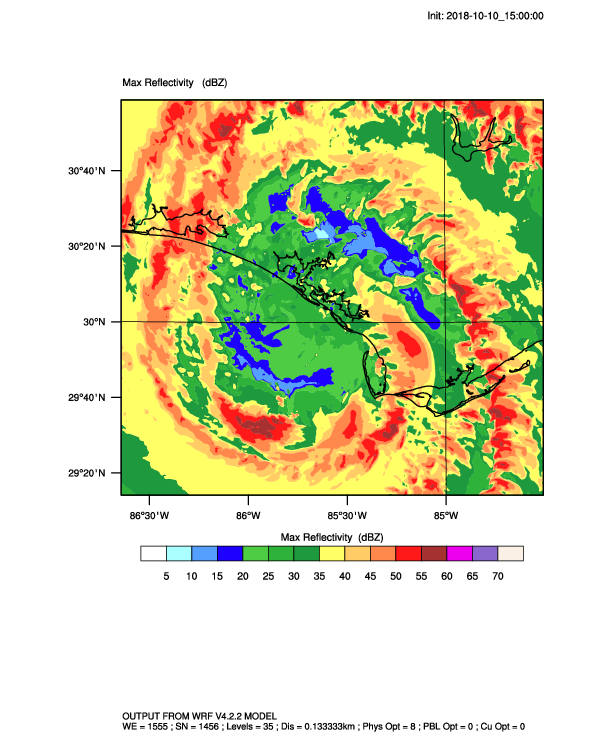 Init: 2018-10-10_15:00:00
Max Reflectivity (dBZ)
30°40'N
30°20'N
30°N
29°40'N
29°20'N
86°30'W 86°W 85°30'W 85°W
Max Reflectivity (dBZ)
5 10 15 20 25 30 35 40 45 50 55 60 65 70
OUTPUT FROM WRF V4.2.2 MODEL
WE = 1555 ; SN = 1456 ; Levels = 35 ; Dis = 0.133333km ; Phys Opt = 8 ; PBL Opt = 0 ; Cu Opt = 0